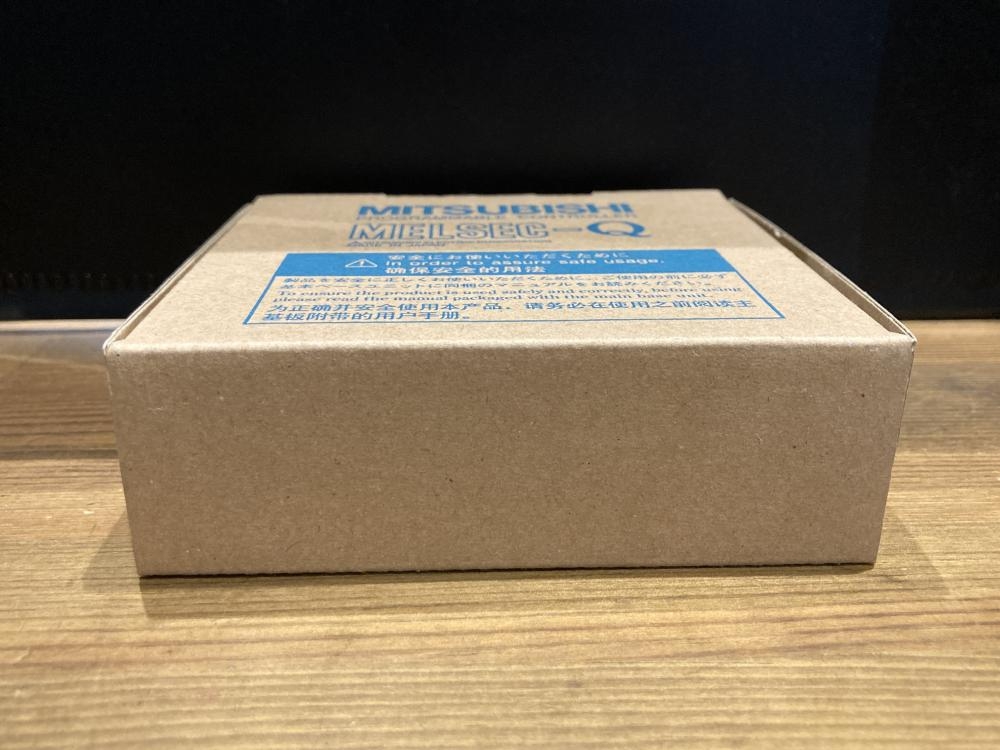 MITSUBISHI
PROGRAMMABLE CONTROLLER
MELSEC-Q
安全にお使いいただくために
In order to assure safe usage,
确保安全的用法
製品を安全に正しくお使いいただくために、ご使用の前に必ず
基本ベースユニットに同梱のマニュアルをお読みください。
To ensure the product is used safely and uniformly, before using
please read the manual packaged with the main base unit.
为正确并安全使用本产品，请务必在使用之前阅读主
基板附带的用户手册。